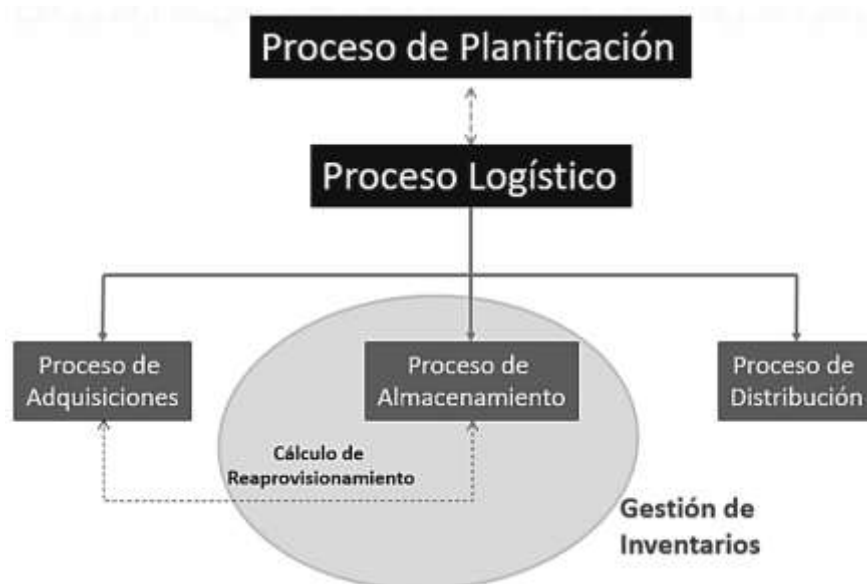 Proceso de Planificación
Proceso Logístico
Proceso de
Adquisiciones
Proceso de
Almacenamiento
Proceso de
Distribución
Cálculo de
Reaprovisionamiento
Gestión de
Inventarios